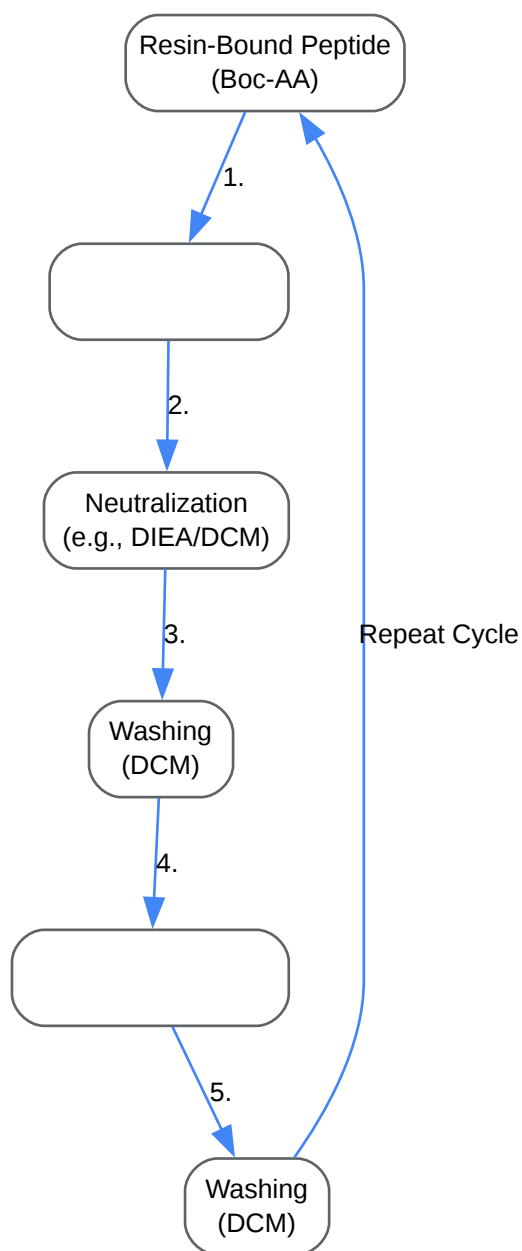 Resin-Bound Peptide
(Boc-AA)
1.
2.
Neutralization
(e.g., DIEA/DCM)
3.
Repeat Cycle
Washing
(DCM)
4.
5.
Washing
(DCM)